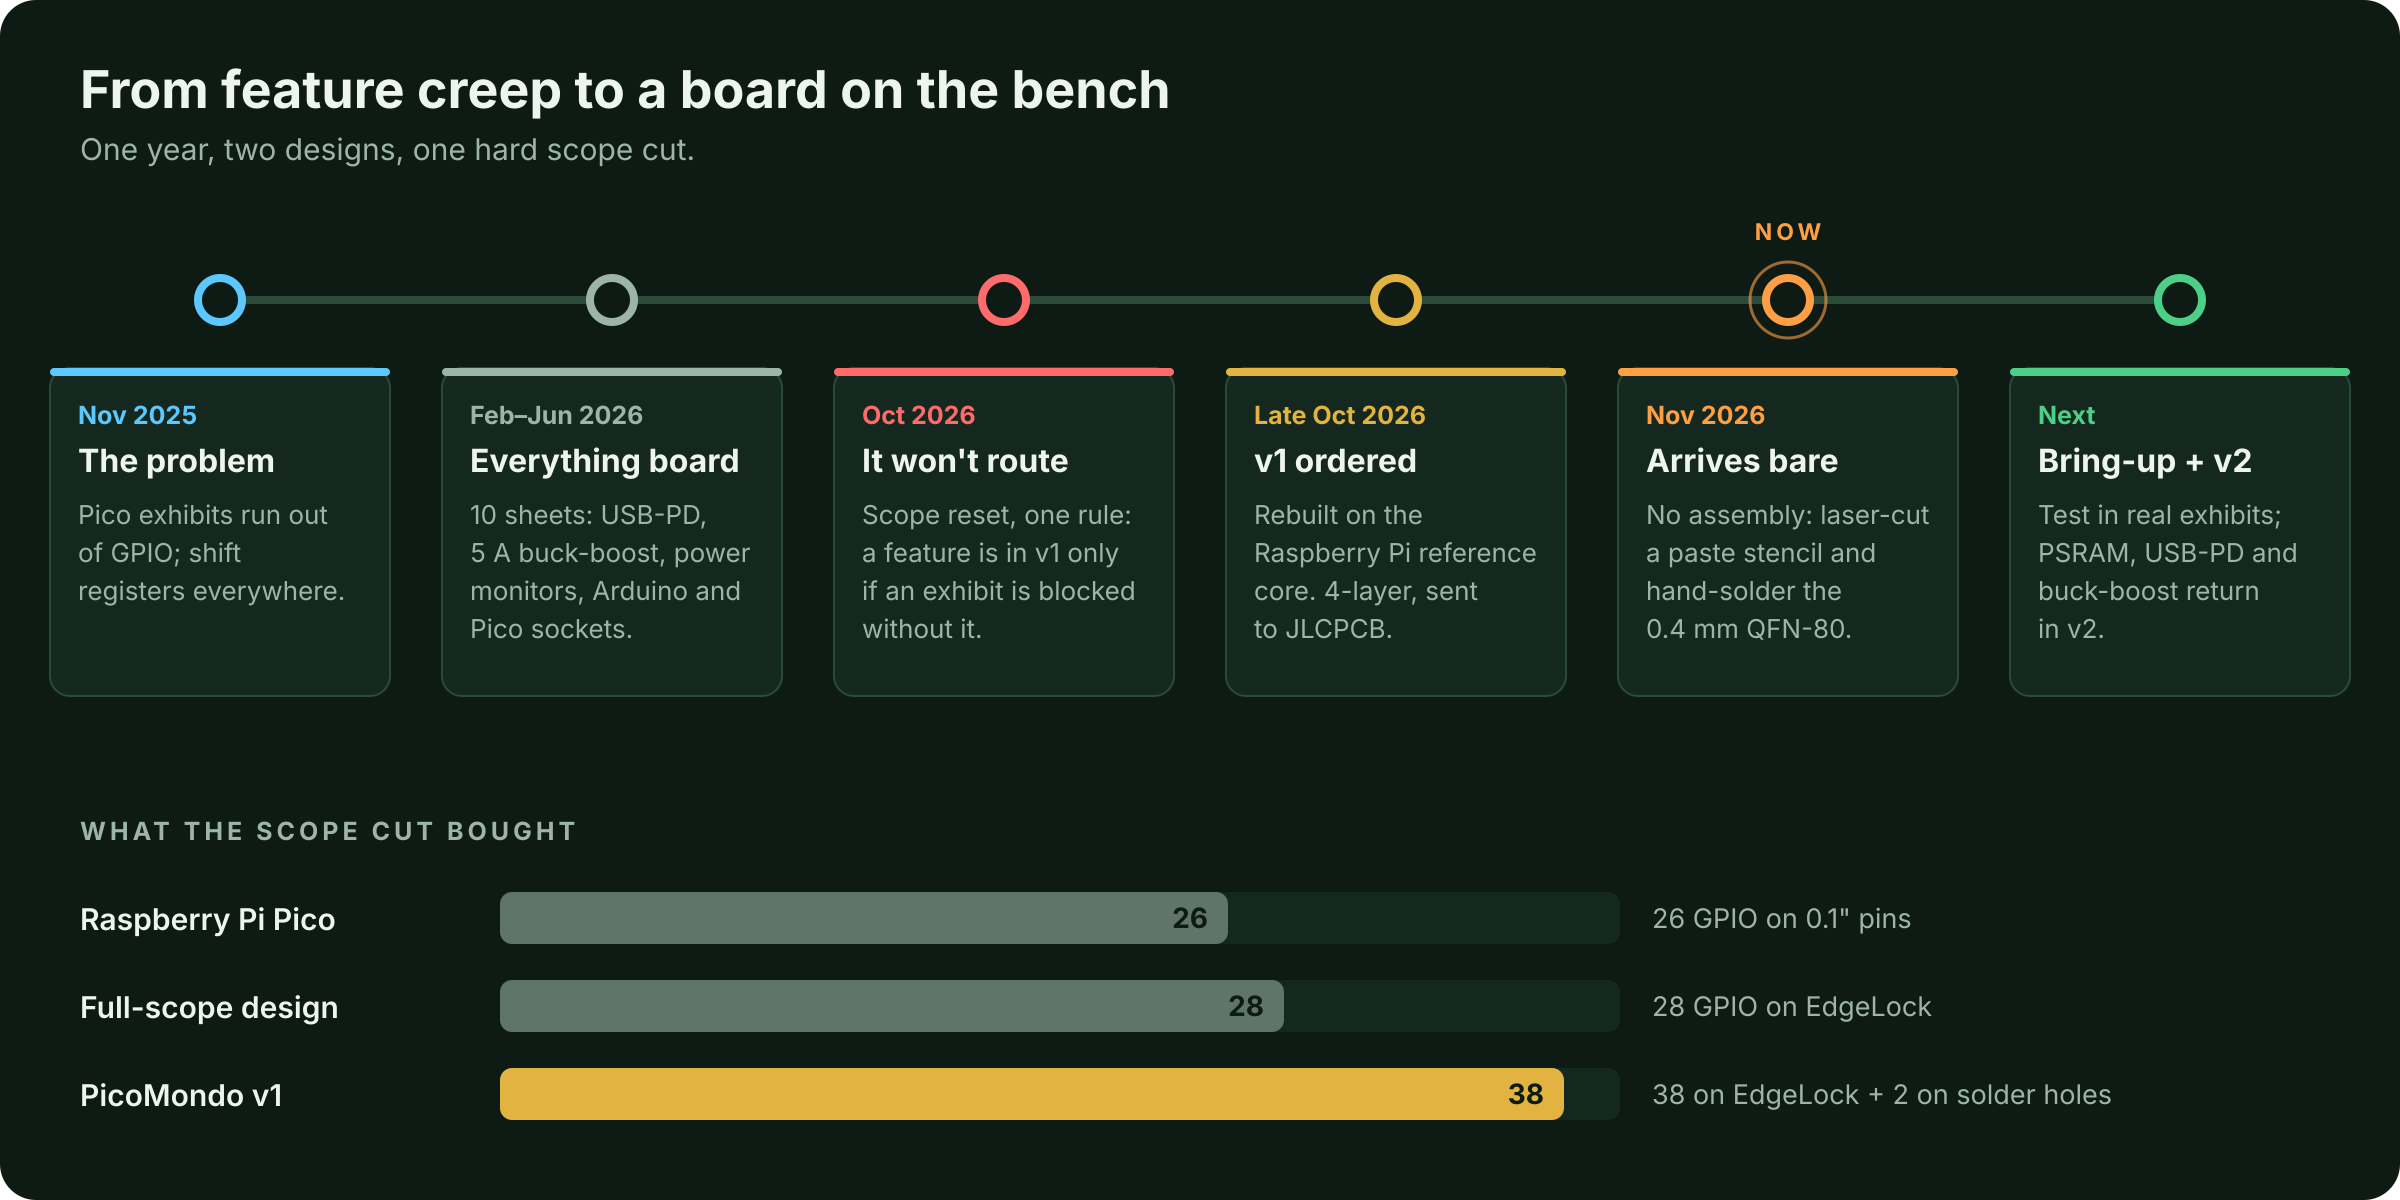 From feature creep to a board on the bench
One year, two designs, one hard scope cut.
NOW
Nov 2025
The problem
Pico exhibits run out
of GPIO; shift
registers everywhere.
Feb–Jun 2026
Everything board
10 sheets: USB-PD,
5 A buck-boost, power
monitors, Arduino and
Pico sockets.
Oct 2026
It won't route
Scope reset, one rule:
a feature is in v1 only
if an exhibit is blocked
without it.
Late Oct 2026
v1 ordered
Rebuilt on the
Raspberry Pi reference
core. 4-layer, sent
to JLCPCB.
Nov 2026
Arrives bare
No assembly: laser-cut
a paste stencil and
hand-solder the
0.4 mm QFN-80.
Next
Bring-up + v2
Test in real exhibits;
PSRAM, USB-PD and
buck-boost return
in v2.
WHAT THE SCOPE CUT BOUGHT
Raspberry Pi Pico 26 26 GPIO on 0.1" pins
Full-scope design 28 28 GPIO on EdgeLock
PicoMondo v1 38 38 on EdgeLock + 2 on solder holes